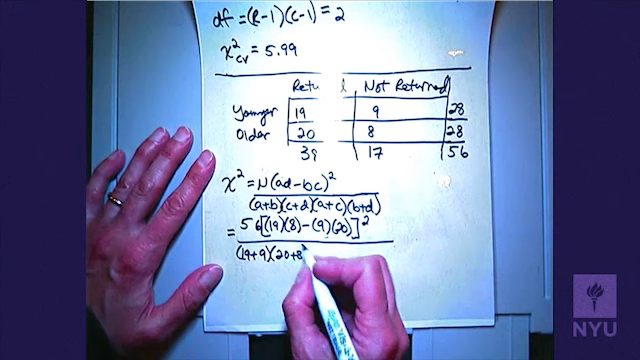 df = (R-1)(C-1) = 2
χ²cv = 5.99
Not Returned
Younger 19 9 28
Older 20 8 28
39 17 56
χ² = N(ad-bc)²
(a+b)(c+d)(a+c)(b+d)
= 56[(19)(8)-(9)(20)]²
(19+9)(20+8
NYU